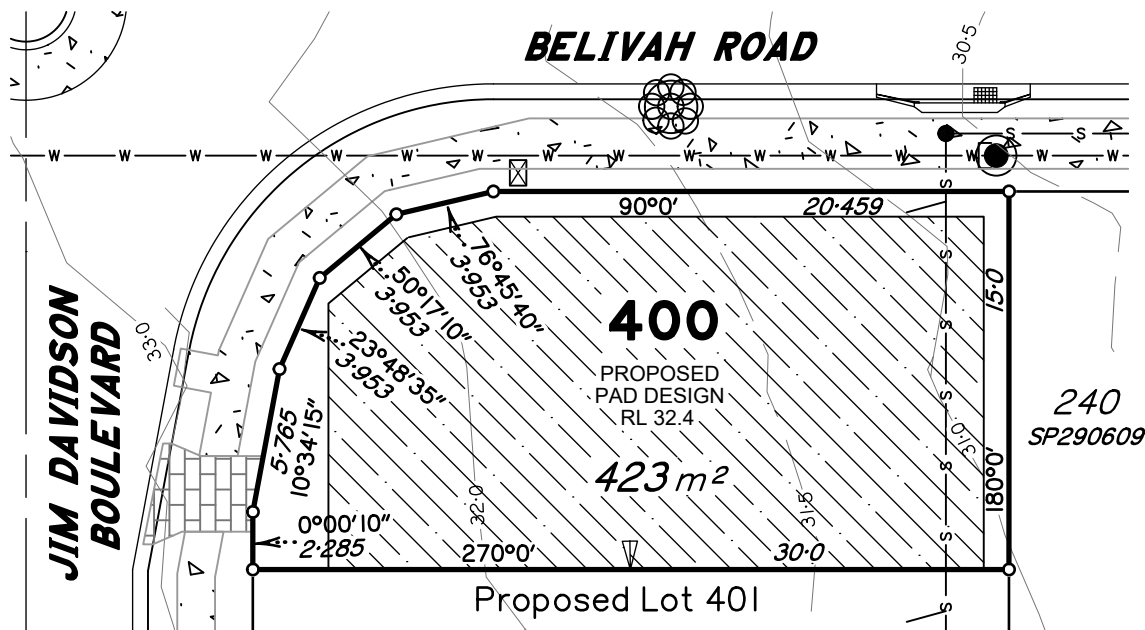 BELIVAH ROAD
30·5
W W W W W W W W W W W W W W W W
S S
S
90°0' 20·459
76°45'40"
3·953
50°17'10"
3·953
23°48'35"
3·953
5·765
10°34'15"
0°00'10"
2·285
JIM DAVIDSON
BOULEVARD
33·0
400
PROPOSED
PAD DESIGN
RL 32.4
423 m²
15·0
180°0'
S
S
S
S
S
S
240
SP290609
32·0
31·5
31·0
270°0' 30·0
Proposed Lot 401